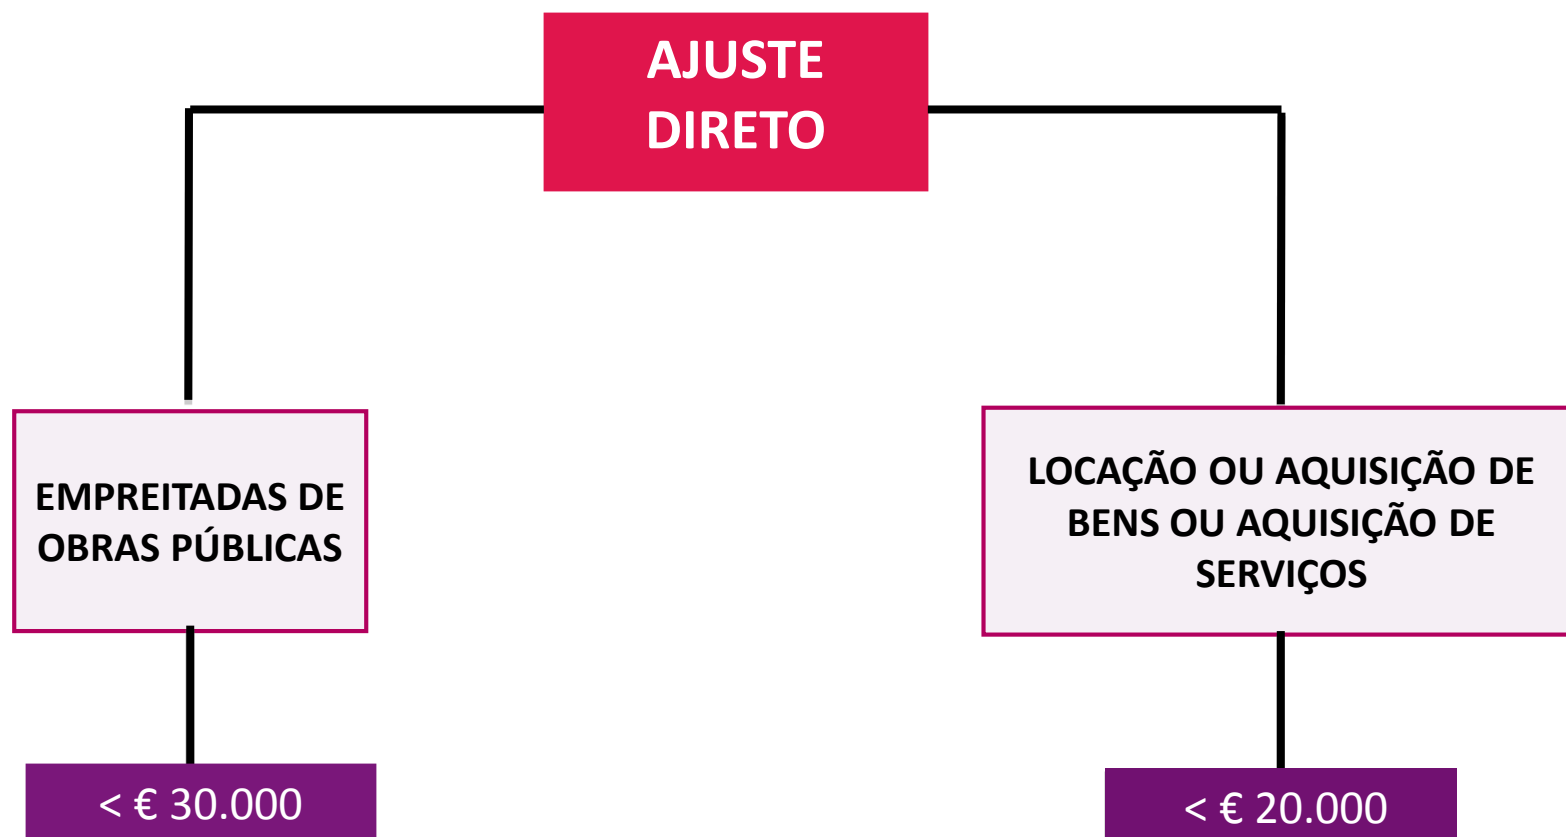 AJUSTE
DIRETO
EMPREITADAS DE
OBRAS PÚBLICAS
LOCAÇÃO OU AQUISIÇÃO DE
BENS OU AQUISIÇÃO DE
SERVIÇOS
< € 30.000
< € 20.000